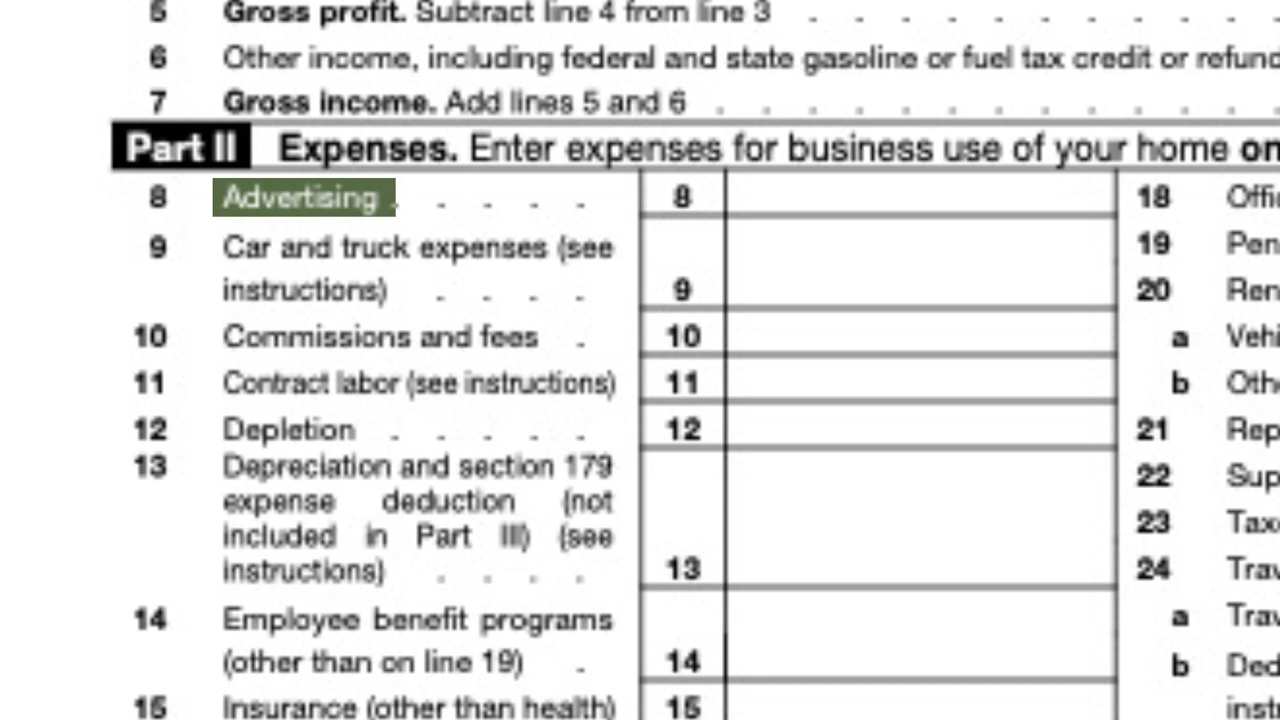 5 Gross profit. Subtract line 4 from line 3 . . . . . . . . . . .
6 Other income, including federal and state gasoline or fuel tax credit or refund
7 Gross income. Add lines 5 and 6 . . . . . . . . . . . . .
Part II Expenses. Enter expenses for business use of your home on
8 Advertising . . . . . 8
9 Car and truck expenses (see
instructions) . . . . 9
10 Commissions and fees . 10
11 Contract labor (see instructions) 11
12 Depletion . . . . . 12
13 Depreciation and section 179
expense deduction (not
included in Part III) (see
instructions) . . . . 13
14 Employee benefit programs
(other than on line 19) . 14
15 Insurance (other than health) 15
18
19
20
a
b
21
22
23
24
a
b